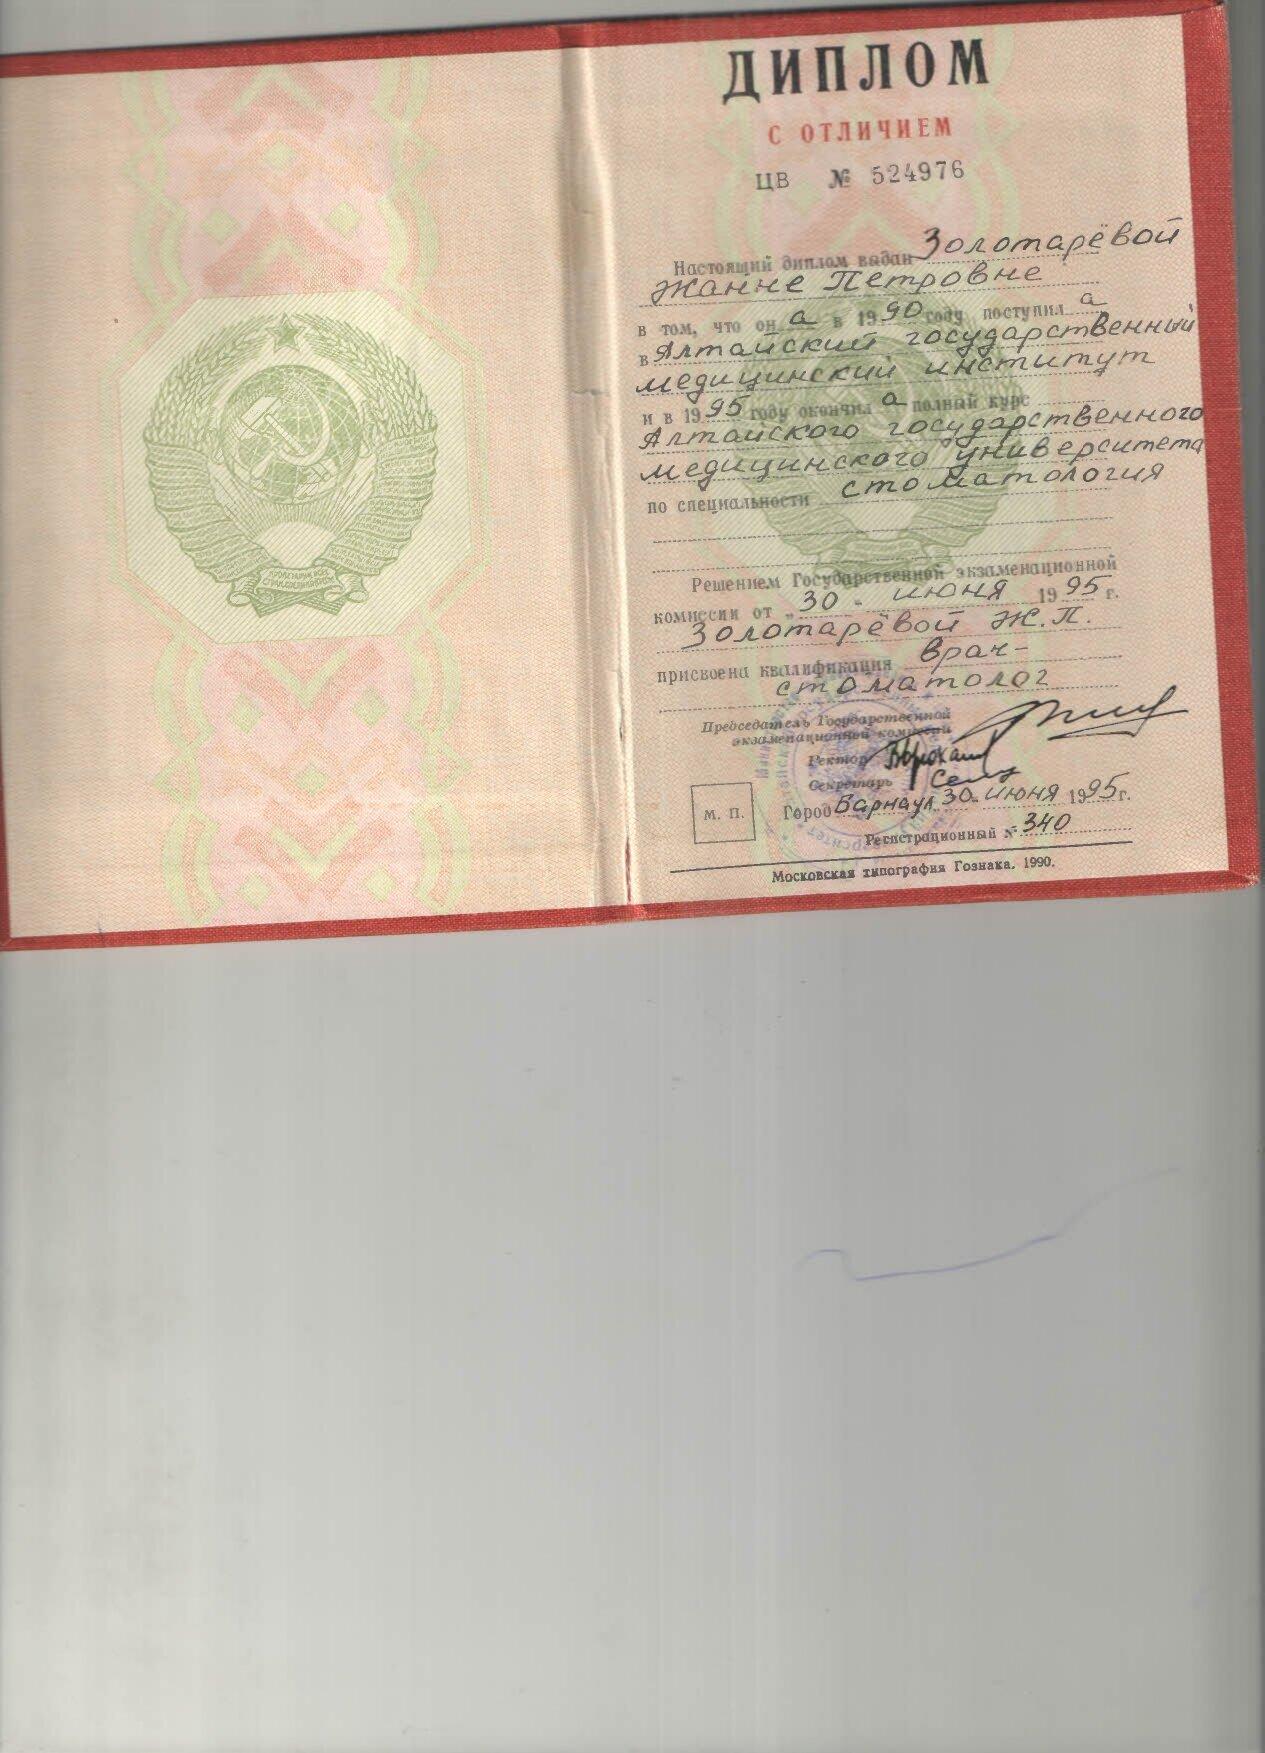 ДИПЛОМ
С ОТЛИЧИЕМ
ЦВ № 524976
Настоящий диплом выдан Золотарёвой
Жанне Петровне
в том, что он а в 1990 году поступил а
в Алтайский государственный
медицинский институт
и в 1995 году окончил а полный курс
Алтайского государственного
медицинского университета
по специальности стоматология
Решением Государственной экзаменационной
комиссии от „30 - июня 1995 г.
Золотарёвой Ж.П.
присвоена квалификация врач-
стоматолог
Председатель Государственной
экзаменационной комиссии
Ректор
Секретарь
М. П.
Город Барнаул 30 - июня 1995 г.
Регистрационный № 340
Московская типография Гознака. 1990.